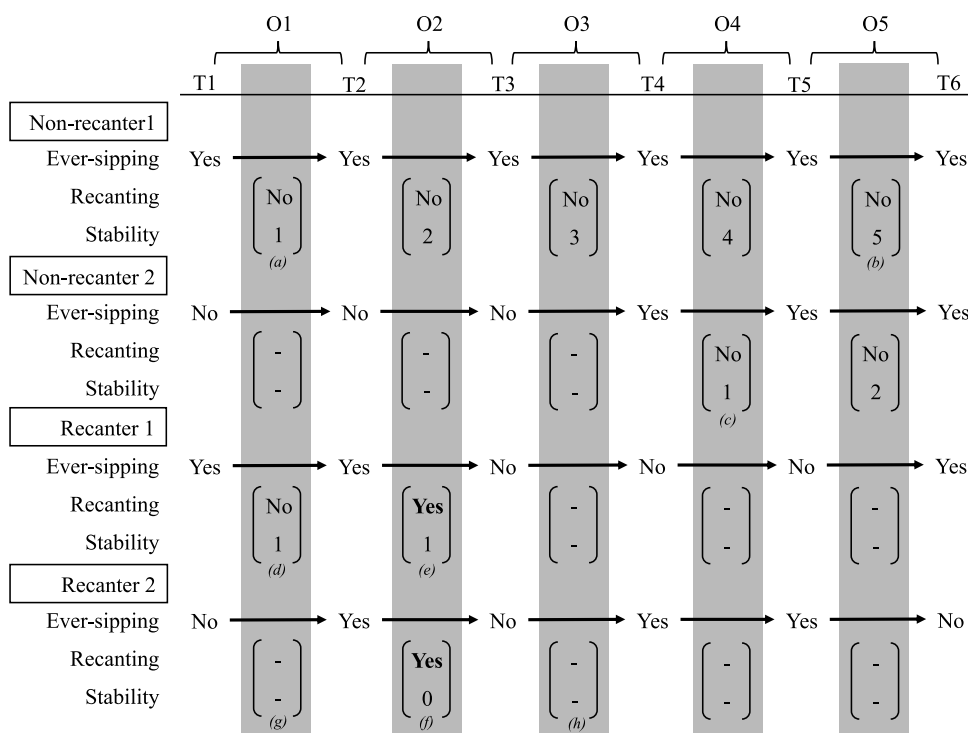 O1 O2 O3 O4 O5
T1 T2 T3 T4 T5 T6
Non-recanter1
Ever-sipping Yes Yes Yes Yes Yes Yes
Recanting No No No No No
Stability 1 2 3 4 5
(a) (b)
Non-recanter 2
Ever-sipping No No No Yes Yes Yes
Recanting - - - No No
Stability - - - 1 2
(c)
Recanter 1
Ever-sipping Yes Yes No No No Yes
Recanting No Yes - - -
Stability 1 1 - - -
(d) (e)
Recanter 2
Ever-sipping No Yes No Yes Yes No
Recanting - Yes - - -
Stability - 0 - - -
(g) (f) (h)